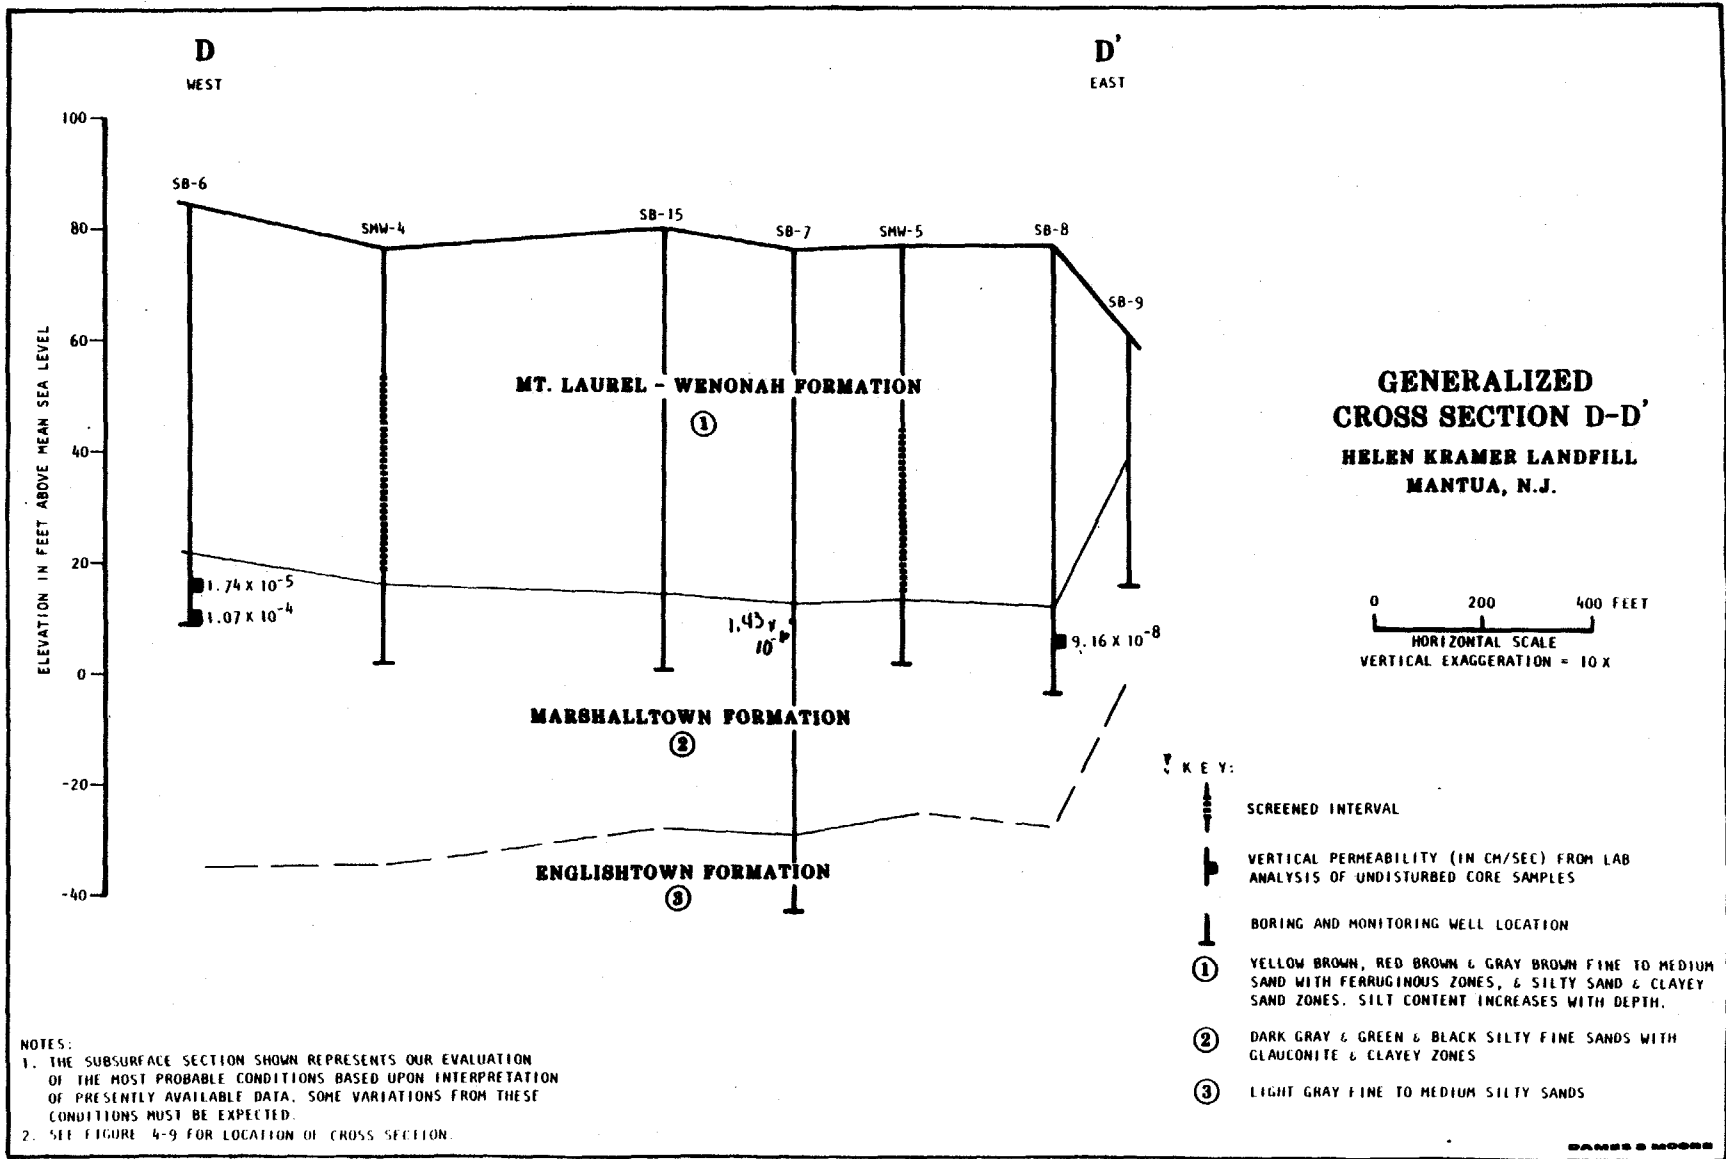 D
WEST
D'
EAST
100
80
60
40
20
0
-20
-40
ELEVATION IN FEET ABOVE MEAN SEA LEVEL
SB-6
SMW-4
SB-15
SB-7
SMW-5
SB-8
SB-9
MT. LAUREL - WENONAH FORMATION
1
1.74 X 10-5
1.07 X 10-4
1.43 x
9.16 X 10-8
MARSHALLTOWN FORMATION
2
ENGLISHTOWN FORMATION
3
GENERALIZED
CROSS SECTION D-D'
HELEN KRAMER LANDFILL
MANTUA, N.J.
0 200 400 FEET
HORIZONTAL SCALE
VERTICAL EXAGGERATION = 10 X
KEY:
SCREENED INTERVAL
VERTICAL PERMEABILITY (IN CM/SEC) FROM LAB
ANALYSIS OF UNDISTURBED CORE SAMPLES
BORING AND MONITORING WELL LOCATION
1 YELLOW BROWN, RED BROWN & GRAY BROWN FINE TO MEDIUM
SAND WITH FERRUGINOUS ZONES, & SILTY SAND & CLAYEY
SAND ZONES. SILT CONTENT INCREASES WITH DEPTH.
2 DARK GRAY & GREEN & BLACK SILTY FINE SANDS WITH
GLAUCONITE & CLAYEY ZONES
3 LIGHT GRAY FINE TO MEDIUM SILTY SANDS
NOTES:
1. THE SUBSURFACE SECTION SHOWN REPRESENTS OUR EVALUATION
OF THE MOST PROBABLE CONDITIONS BASED UPON INTERPRETATION
OF PRESENTLY AVAILABLE DATA. SOME VARIATIONS FROM THESE
CONDITIONS MUST BE EXPECTED.
2. SEE FIGURE 4-9 FOR LOCATION OF CROSS SECTION.
DAMES & MOORE